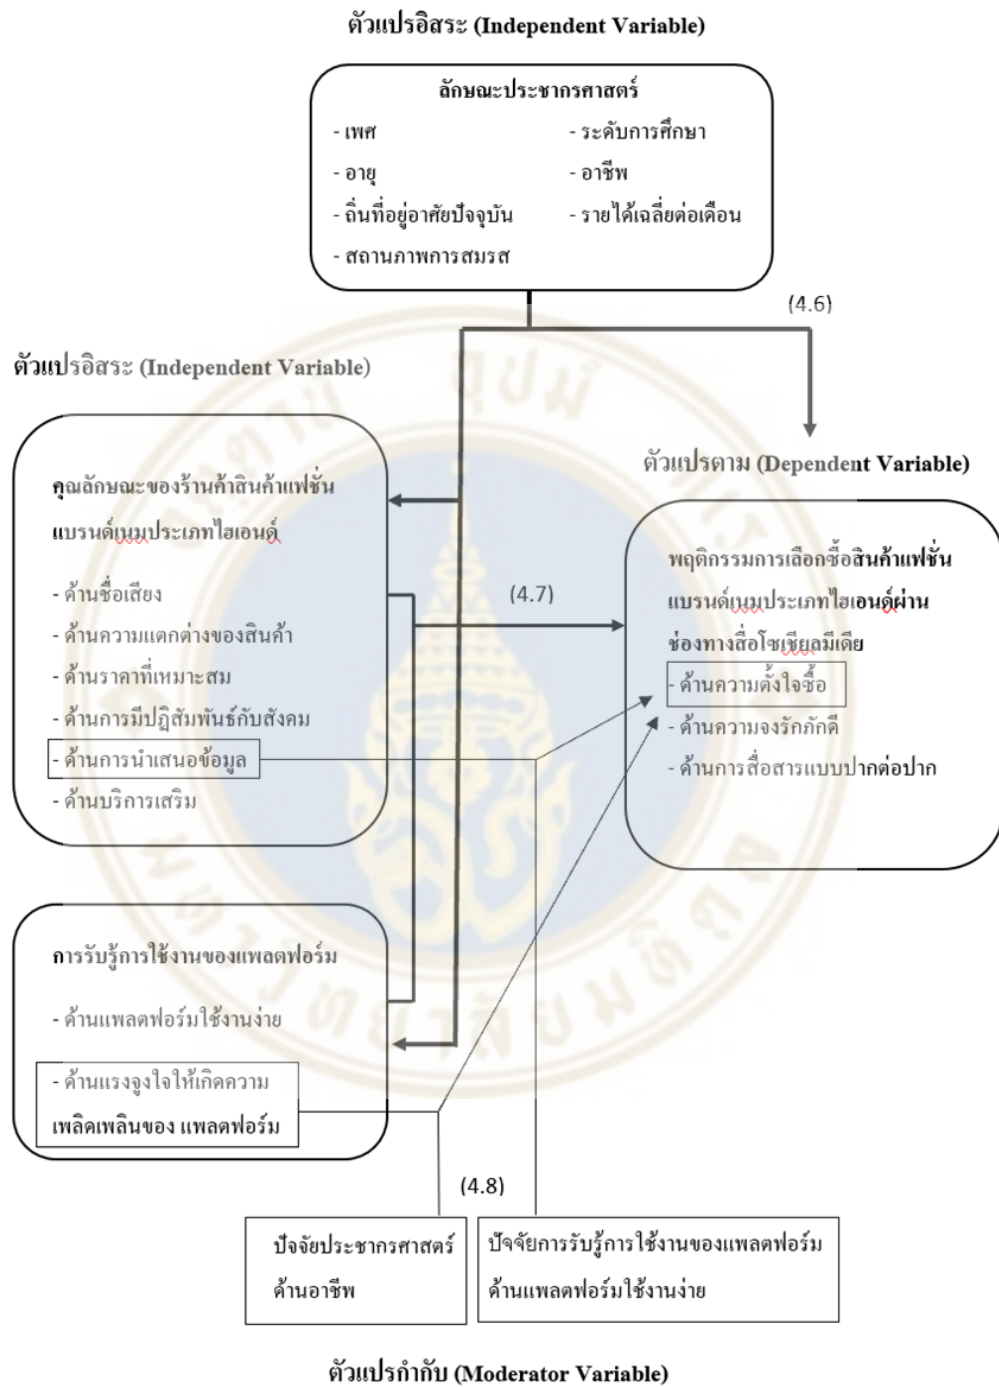 ตัวแปรอิสระ (Independent Variable)
ลักษณะประชากรศาสตร์
- เพศ
- ระดับการศึกษา
- อายุ
- อาชีพ
- ถิ่นที่อยู่อาศัยปัจจุบัน
- รายได้เฉลี่ยต่อเดือน
- สถานภาพการสมรส
(4.6)
ตัวแปรอิสระ (Independent Variable)
คุณลักษณะของร้านค้าสินค้าแฟชั่น
แบรนด์เนมประเภทไฮเอนด์
- ด้านชื่อเสียง
- ด้านความแตกต่างของสินค้า
- ด้านราคาที่เหมาะสม
- ด้านการมีปฏิสัมพันธ์กับสังคม
- ด้านการนำเสนอข้อมูล
- ด้านบริการเสริม
(4.7)
ตัวแปรตาม (Dependent Variable)
พฤติกรรมการเลือกซื้อสินค้าแฟชั่น
แบรนด์เนมประเภทไฮเอนด์ผ่าน
ช่องทางสื่อโซเชียลมีเดีย
- ด้านความตั้งใจซื้อ
- ด้านความจงรักภักดี
- ด้านการสื่อสารแบบปากต่อปาก
การรับรู้การใช้งานของแพลตฟอร์ม
- ด้านแพลตฟอร์มใช้งานง่าย
- ด้านแรงจูงใจให้เกิดความ
เพลิดเพลินของ แพลตฟอร์ม
(4.8)
ปัจจัยประชากรศาสตร์
ด้านอาชีพ
ปัจจัยการรับรู้การใช้งานของแพลตฟอร์ม
ด้านแพลตฟอร์มใช้งานง่าย
ตัวแปรกำกับ (Moderator Variable)
มหาวิทยาลัยมหิดล